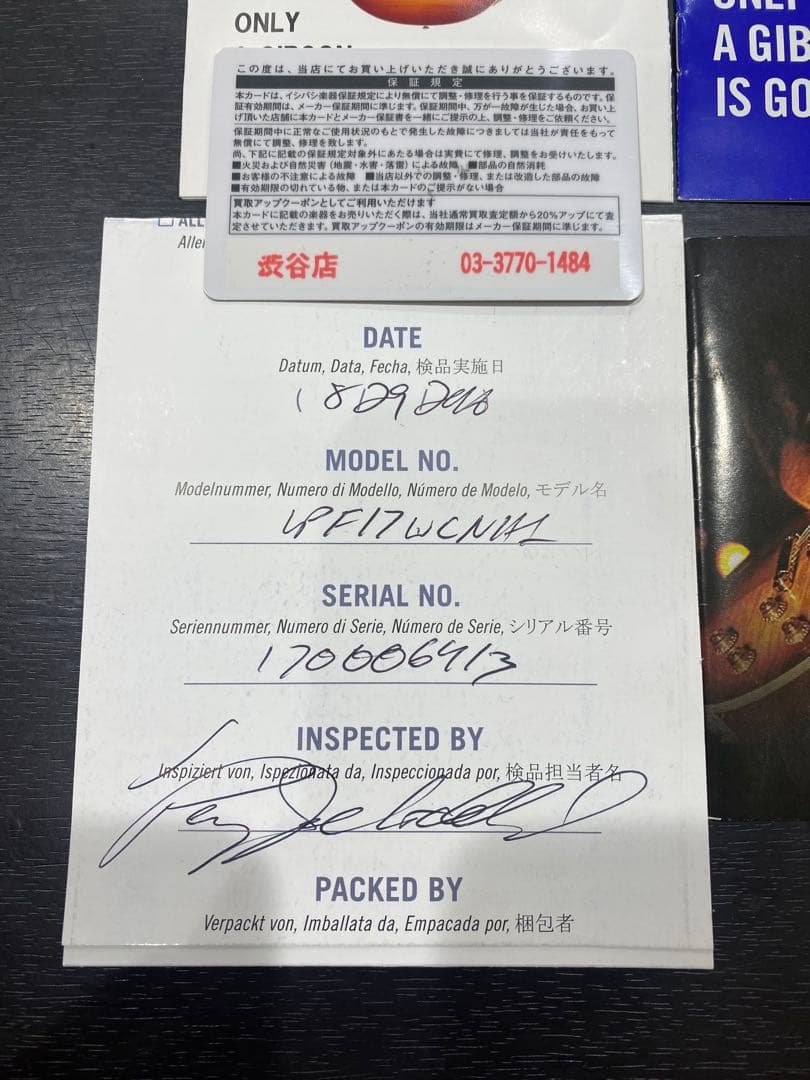 ONLY
ONLY
A GIB
IS GO
この度は、当店にてお買い上げいただき誠にありがとうございます。
保証規定
本カードは、イシバシ楽器保証規定により無償にて調整・修理を行う事を保証するものです。保
証有効期間は、メーカー保証期間に準じます。保証期間中、万が一故障が生じた場合、お買い上
げ頂いた店舗に本カードとメーカー保証書を一緒にご提示の上、調整・修理をご依頼ください。
保証期間中に正常なご使用状況のもとで発生した故障につきましては当社が責任をもって
無償にて調整、修理を致します。
尚、下記に記載の保証規定対象外にあたる場合は実費にて修理、調整をお受けいたします。
■火災および自然災害(地震・水害・落雷)による故障 ■部品の自然消耗
■お客様の不注意による故障 ■当店以外での調整・修理、または改造した部品の故障
■有効期限の切れている物、または本カードのご提示がない場合
買取アップクーポンとしてご利用いただけます
本カードに記載の楽器をお売りいただく際は、当社通常買取査定額から20%アップにて査
定させていただきます。買取アップクーポンの有効期限はメーカー保証期間に準じます。
渋谷店 03-3770-1484
ALL
DATE
Datum, Data, Fecha, 検品実施日
MODEL NO.
Modelnummer, Numero di Modello, Número de Modelo, モデル名
LPF17WCNH1
SERIAL NO.
Seriennummer, Numero di Serie, Número de Serie, シリアル番号
170006413
INSPECTED BY
Inspiziert von, Ispezionata da, Inspeccionada por, 検品担当者名
PACKED BY
Verpackt von, Imballata da, Empacada por, 梱包者